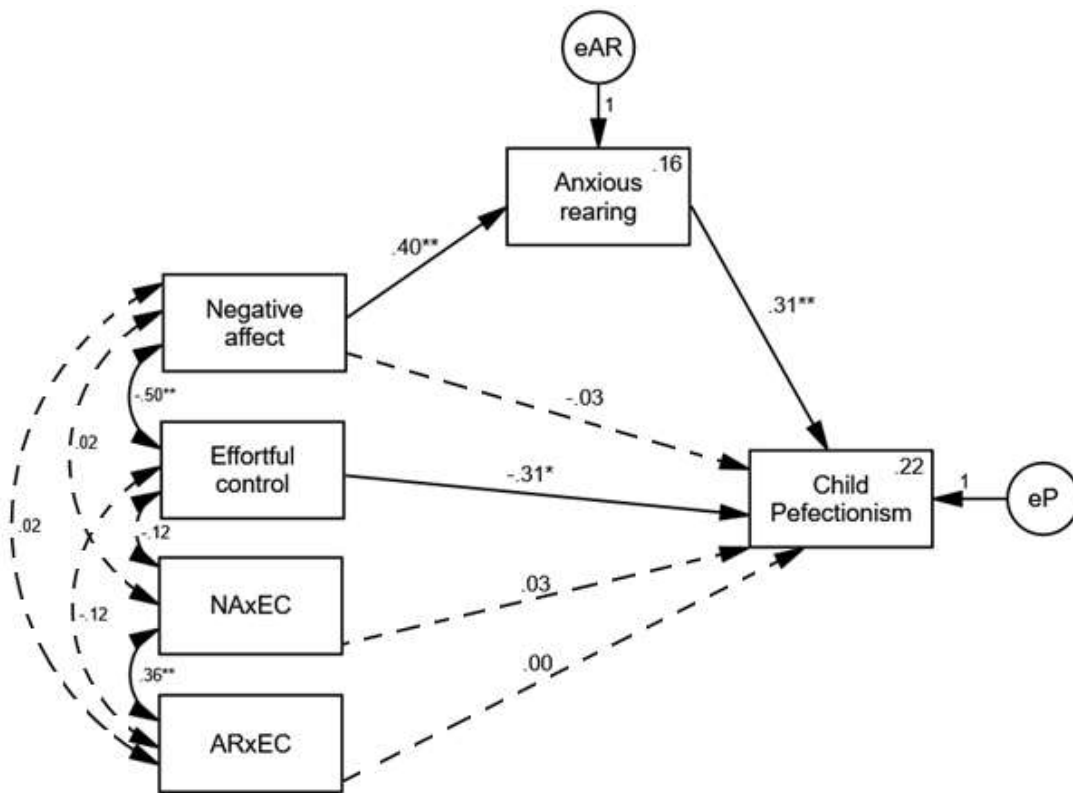 eAR
1
.16
Anxious
rearing
.40**
.31**
Negative
affect
-.03
-.50**
.02
Effortful
control
-.31*
.22
Child
Pefectionism
1
eP
.02
-.12
NAxEC
.03
-.12
.36**
.00
ARxEC